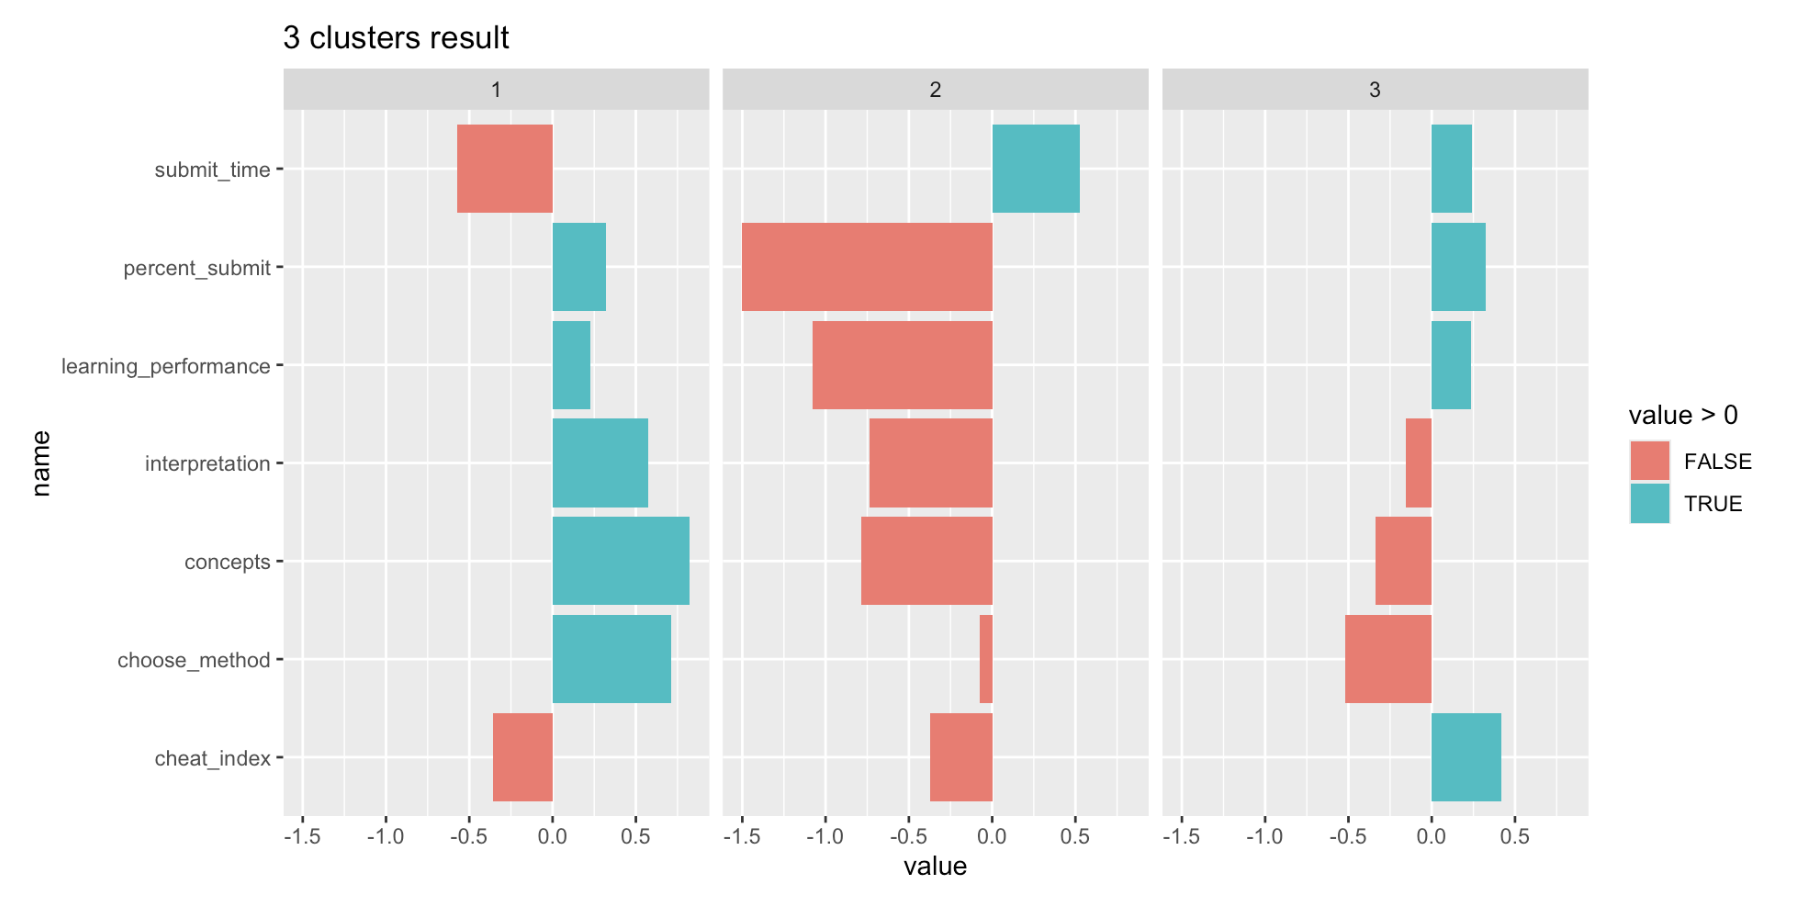 3 clusters result
1 2 3
submit_time
percent_submit
learning_performance
interpretation
concepts
choose_method
cheat_index
name
-1.5 -1.0 -0.5 0.0 0.5 -1.5 -1.0 -0.5 0.0 0.5 -1.5 -1.0 -0.5 0.0 0.5
value
value > 0
FALSE
TRUE